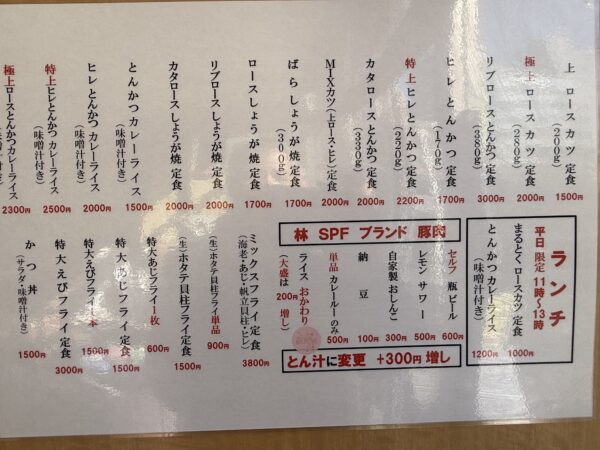 上 ロースカツ 定食
(200g)
1500円
極上 ロース カツ 定食
(280g)
2000円
リブロースとんかつ 定食
(380g)
3000円
ヒレ とんかつ 定食
(170g)
1700円
特上 ヒレとんかつ 定食
(220g)
2200円
カタロースとんかつ 定食
(330g)
2000円
MIXカツ(上ロース・ヒレ)定食
2000円
ばら しょうが 焼 定食
(300g)
1700円
ロース しょうが 焼 定食
1700円
リブロース しょうが焼 定食
2000円
カタロース しょうが焼 定食
2000円
とんかつ カレーライス
(味噌汁付き)
1500円
ヒレとんかつ カレーライス
(味噌汁付き)
2000円
特上ヒレとんかつ カレーライス
(味噌汁付き)
2500円
極上ロースとんかつ カレーライス
2300円
ランチ
平日 限定 11時〜13時
まるとくロースカツ 定食
1000円
とんかつ カレーライス
(味噌汁付き)
1200円
林 SPF ブランド 豚肉
セルフ 瓶 ビール
600円
レモン サワー
500円
自家製 おしんこ
300円
納 豆
100円
単品 カレールーのみ
500円
ライス おかわり
(大盛は 200円 増し)
とん汁に変更 +300円 増し
ミックスフライ 定食
(海老・あじ・帆立貝柱・ヒレ)
3800円
(生)ホタテ貝柱フライ 単品
900円
(生)ホタテ 貝柱フライ 定食
1500円
特大 あじフライ 1枚
600円
特大 あじフライ 定食
1500円
特大 えびフライ 1本
1500円
特大 えびフライ 定食
3000円
かつ 丼
(サラダ・味噌汁付き)
1500円